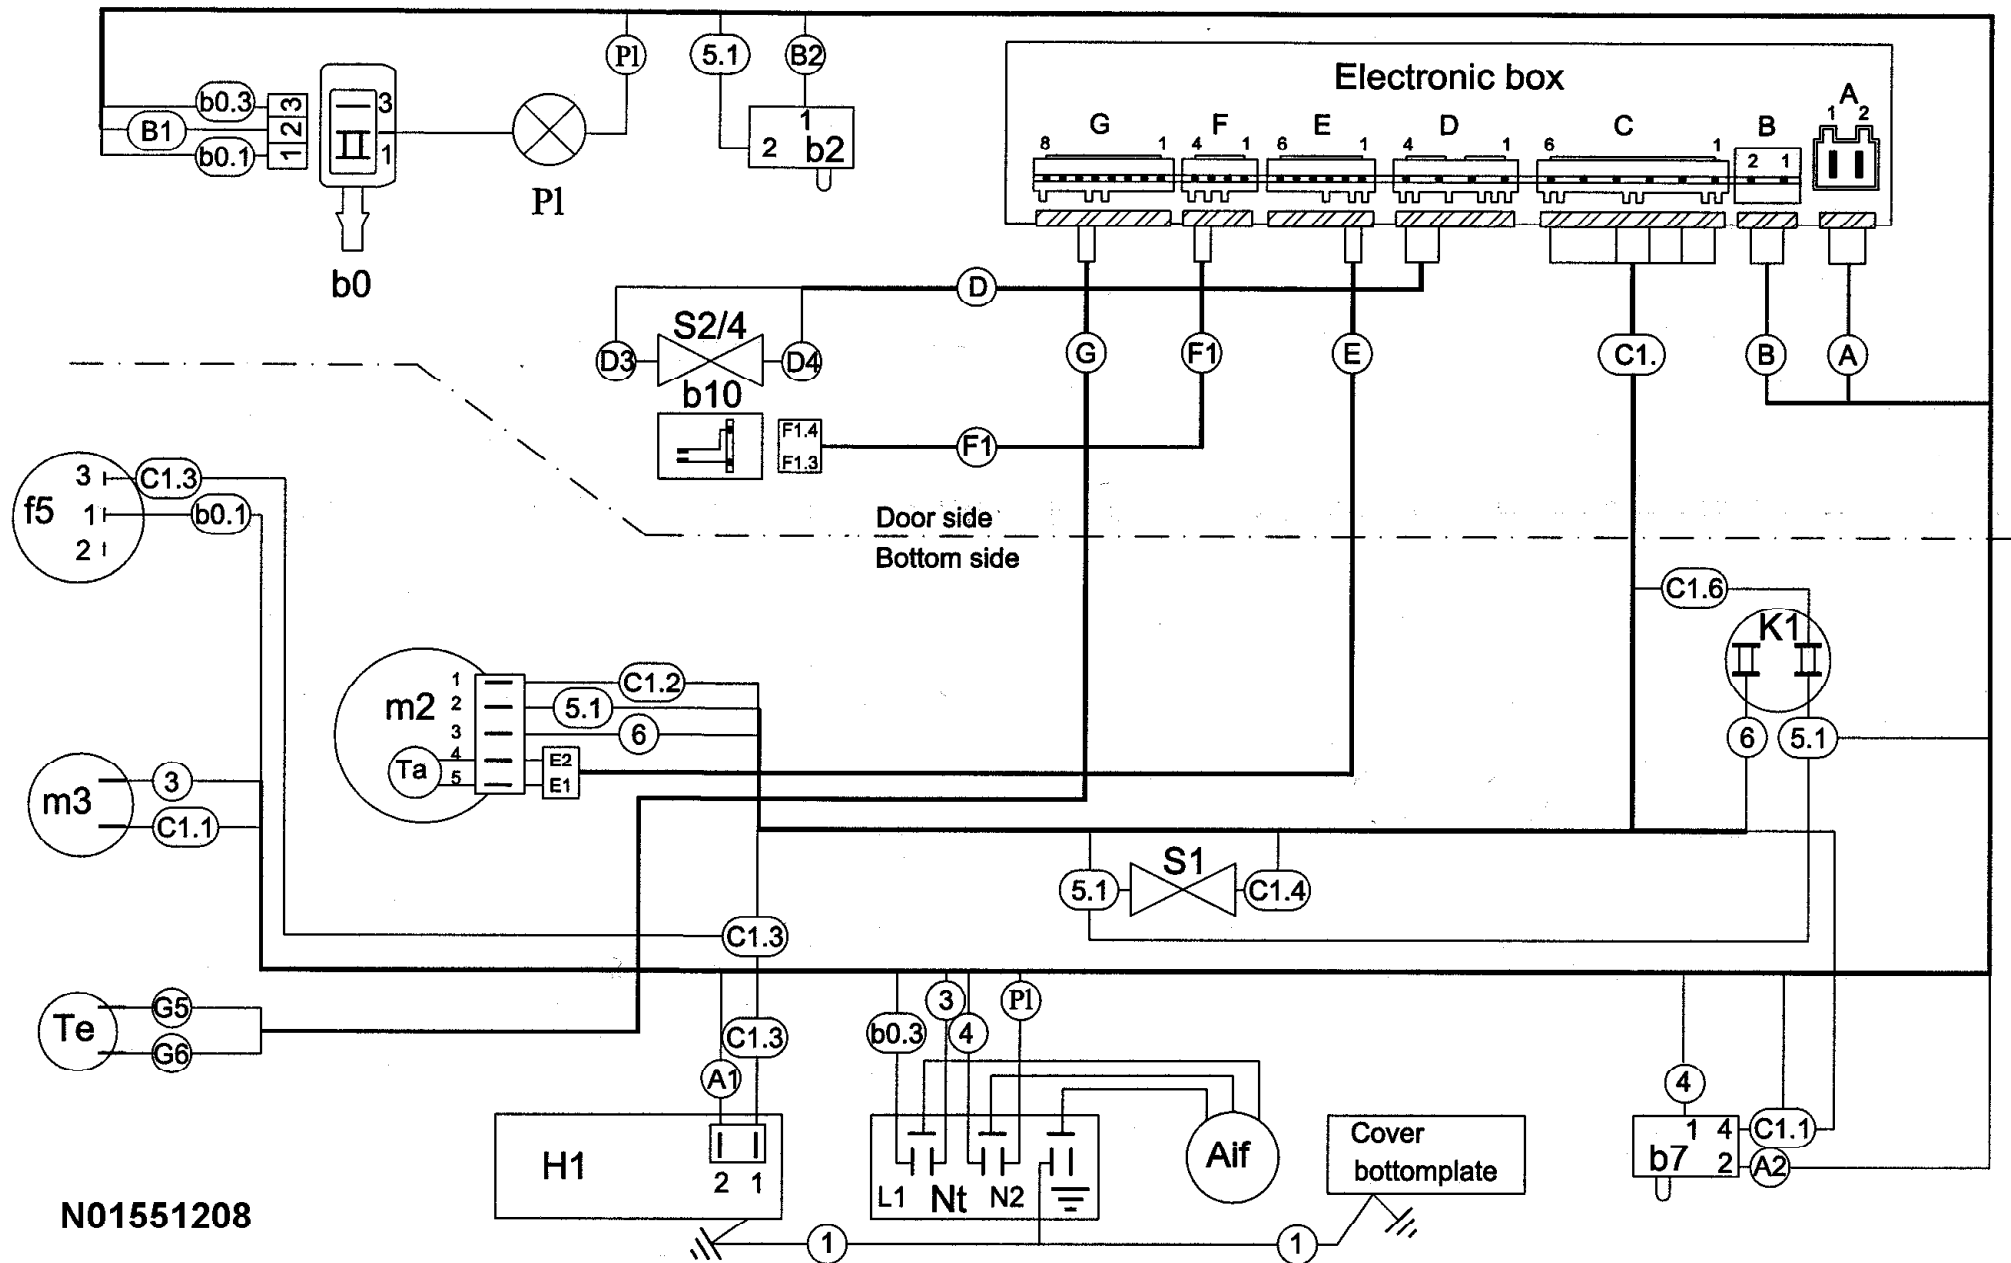 Pl 5.1 B2
Electronic box
b0.3 3 3
B1 2
b0.1 1 1
II
Pl
b0
1
2 b2
G F E D C B A
8 1 4 1 6 1 4 1 6 1 2 1 1 2
D
S2/4
D3 D4
b10
G F1 E C1. B A
F1.4
F1.3
F1
f5 3 C1.3
1 b0.1
2
Door side
Bottom side
C1.6
K1
6 5.1
m2 1 C1.2
2 5.1
3 6
Ta 4 E2
5 E1
m3 3
C1.1
S1
5.1 C1.4
C1.3
Te G5
G6
A1 C1.3
b0.3 3 4 Pl
4
H1
2 1
L1 Nt N2
Aif
Cover
bottomplate
1 4 C1.1
b7 2 A2
1 1
N01551208